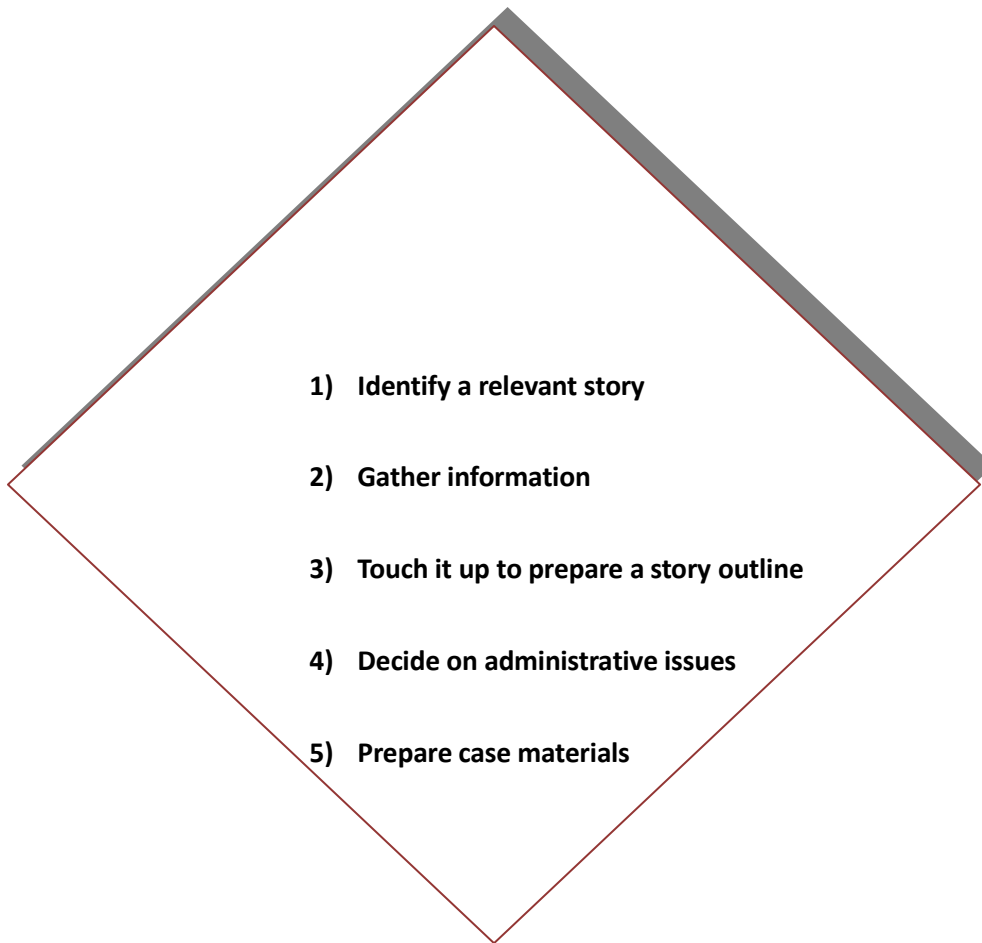 1) Identify a relevant story
2) Gather information
3) Touch it up to prepare a story outline
4) Decide on administrative issues
5) Prepare case materials